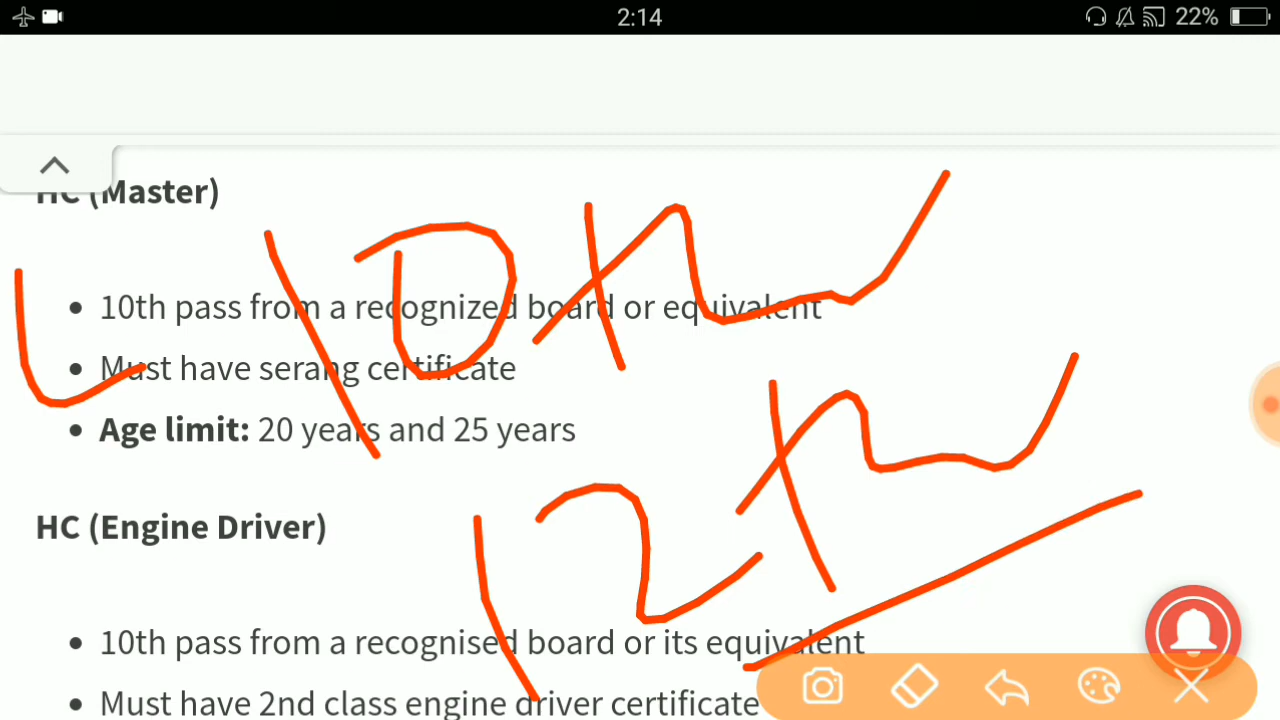 2:14 22%
HC (Master)
10th
• 10th pass from a recognized board or equivalent
• Must have serang certificate
• Age limit: 20 years and 25 years
12th
HC (Engine Driver)
• 10th pass from a recognised board or its equivalent
• Must have 2nd class engine driver certificate